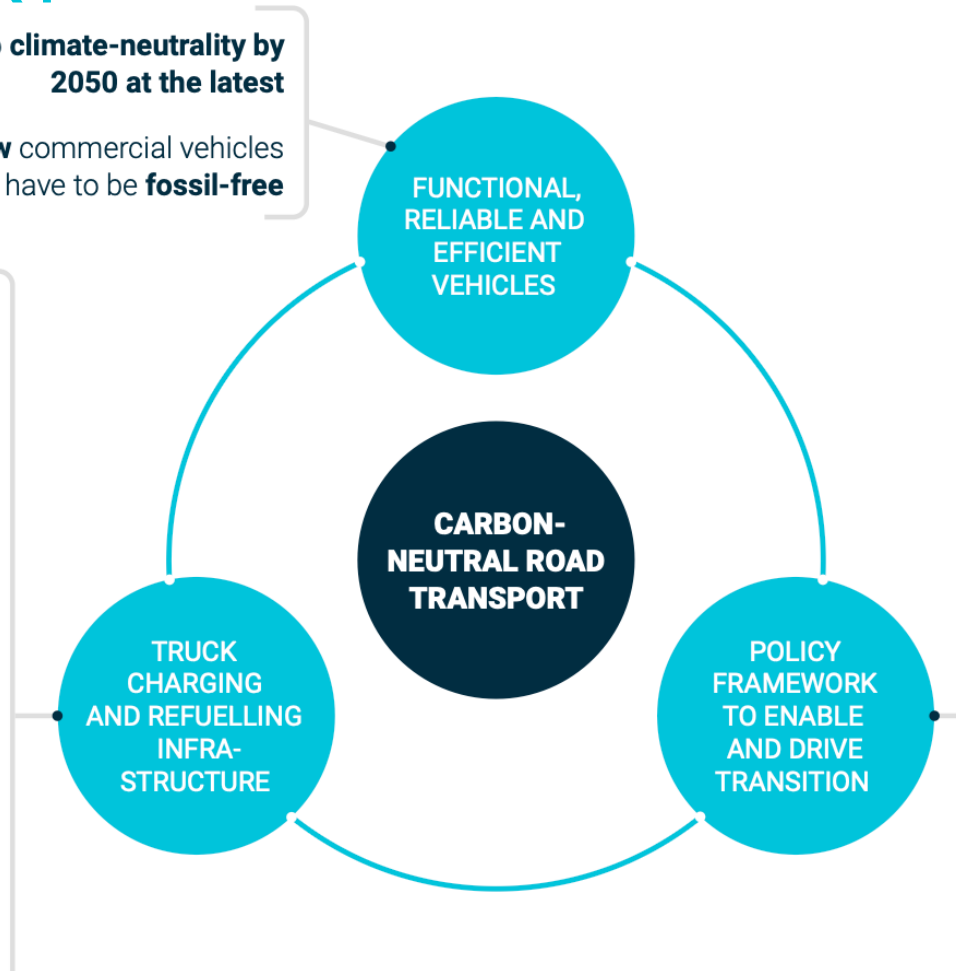 climate-neutrality by
2050 at the latest
commercial vehicles
have to be fossil-free
FUNCTIONAL,
RELIABLE AND
EFFICIENT
VEHICLES
CARBON-
NEUTRAL ROAD
TRANSPORT
TRUCK
CHARGING
AND REFUELLING
INFRA-
STRUCTURE
POLICY
FRAMEWORK
TO ENABLE
AND DRIVE
TRANSITION